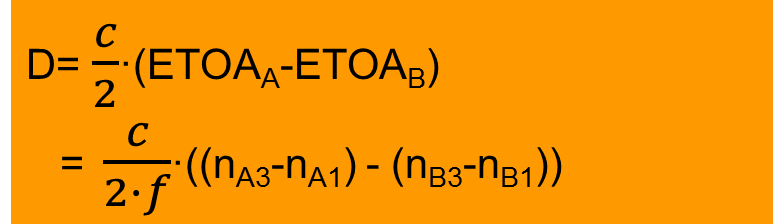 D= c/2·(ETOA_A-ETOA_B)
= c/2·f·((n_A3-n_A1) - (n_B3-n_B1))